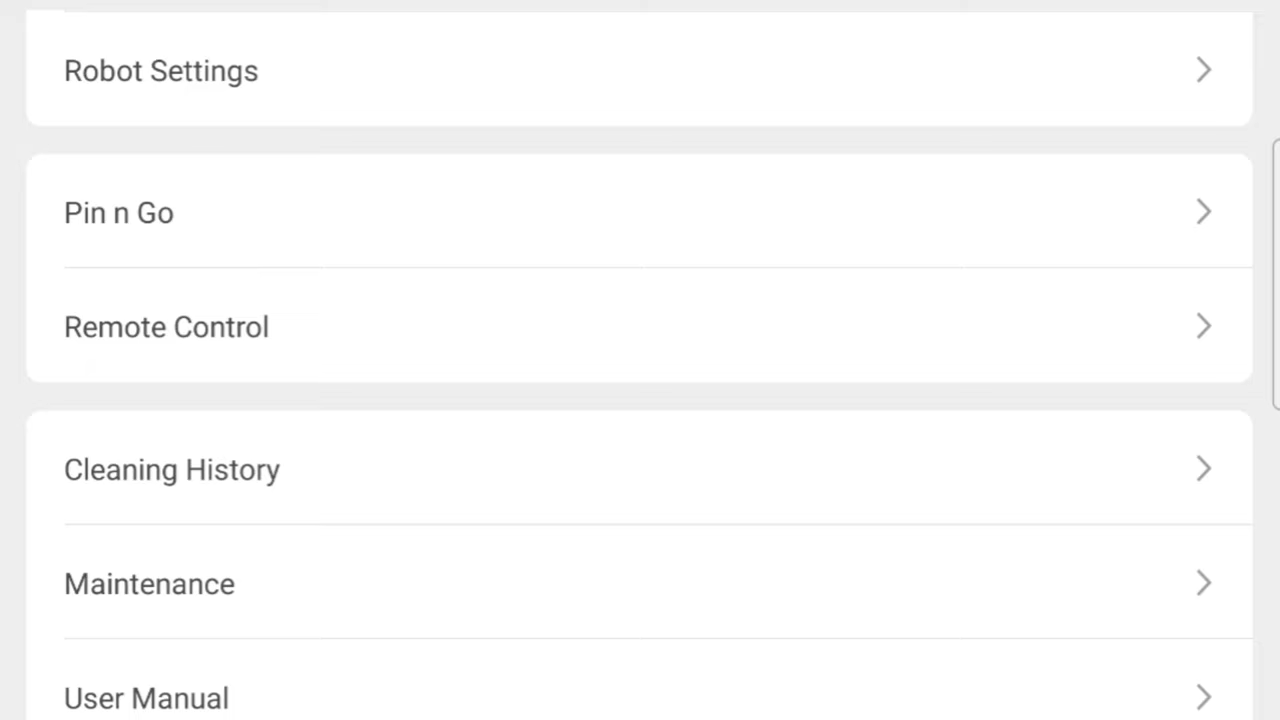 Robot Settings
Pin n Go
Remote Control
Cleaning History
Maintenance
User Manual